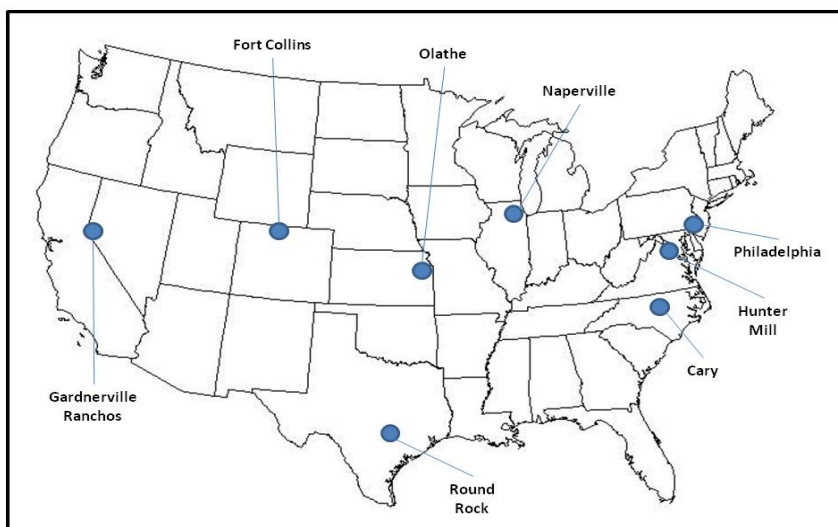 Fort Collins
Olathe
Naperville
Philadelphia
Hunter
Mill
Cary
Gardnerville
Ranchos
Round
Rock